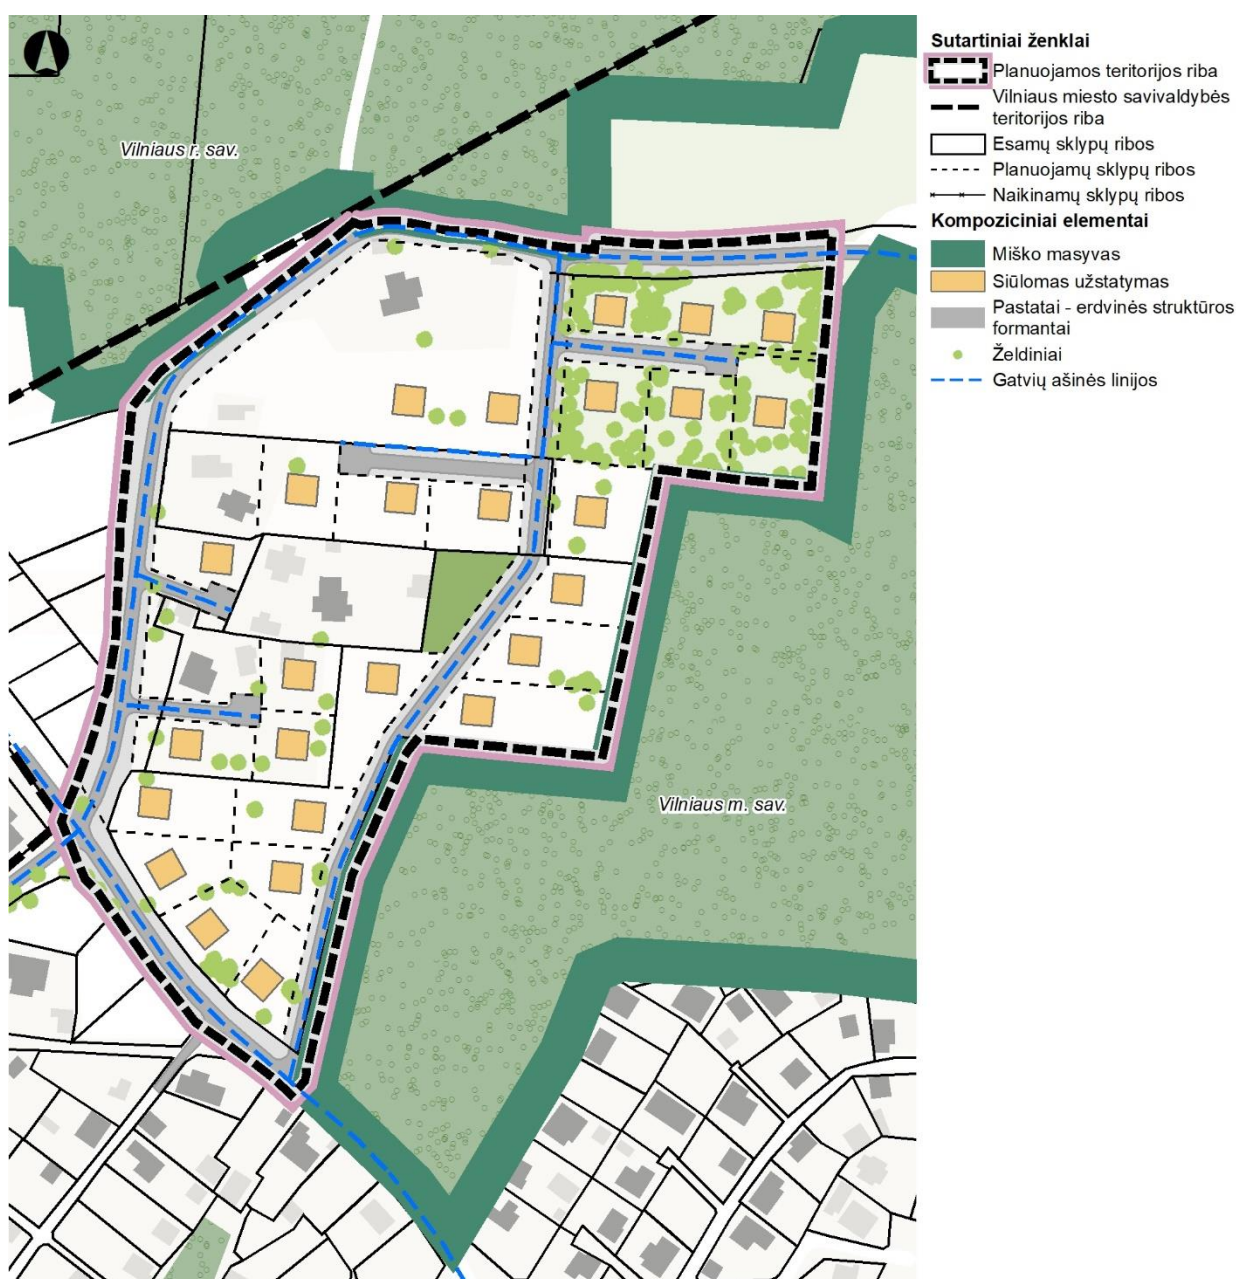 Vilniaus r. sav.
Vilniaus m. sav.
Sutartiniai ženklai
Planuojamos teritorijos riba
Vilniaus miesto savivaldybės
teritorijos riba
Esamų sklypų ribos
Planuojamų sklypų ribos
Naikinamų sklypų ribos
Kompoziciniai elementai
Miško masyvas
Siūlomas užstatymas
Pastatai - erdvinės struktūros
formantai
Želdiniai
Gatvių ašinės linijos